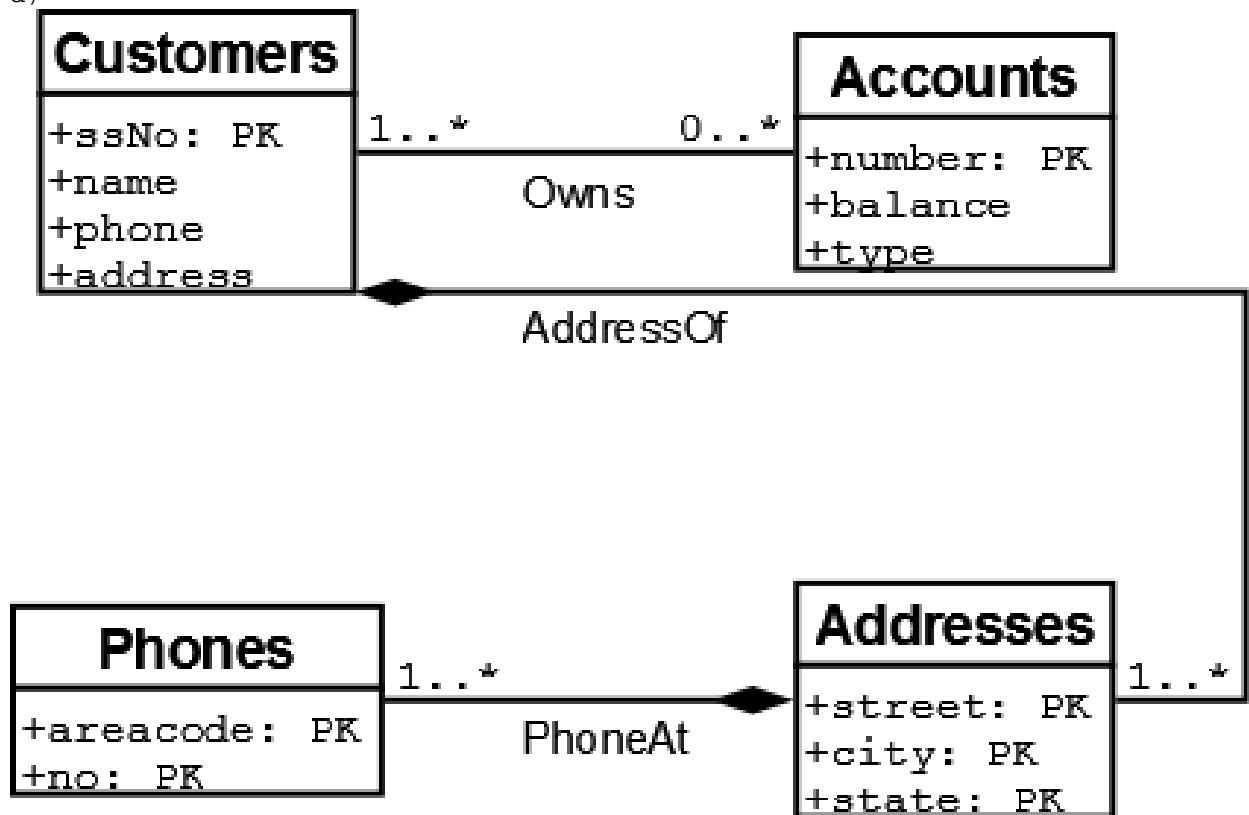 Customers
+ssNo: PK
+name
+phone
+address
1..*
0..*
Owns
Accounts
+number: PK
+balance
+type
AddressOf
Phones
+areacode: PK
+no: PK
1..*
PhoneAt
Addresses
+street: PK
+city: PK
+state: PK
1..*